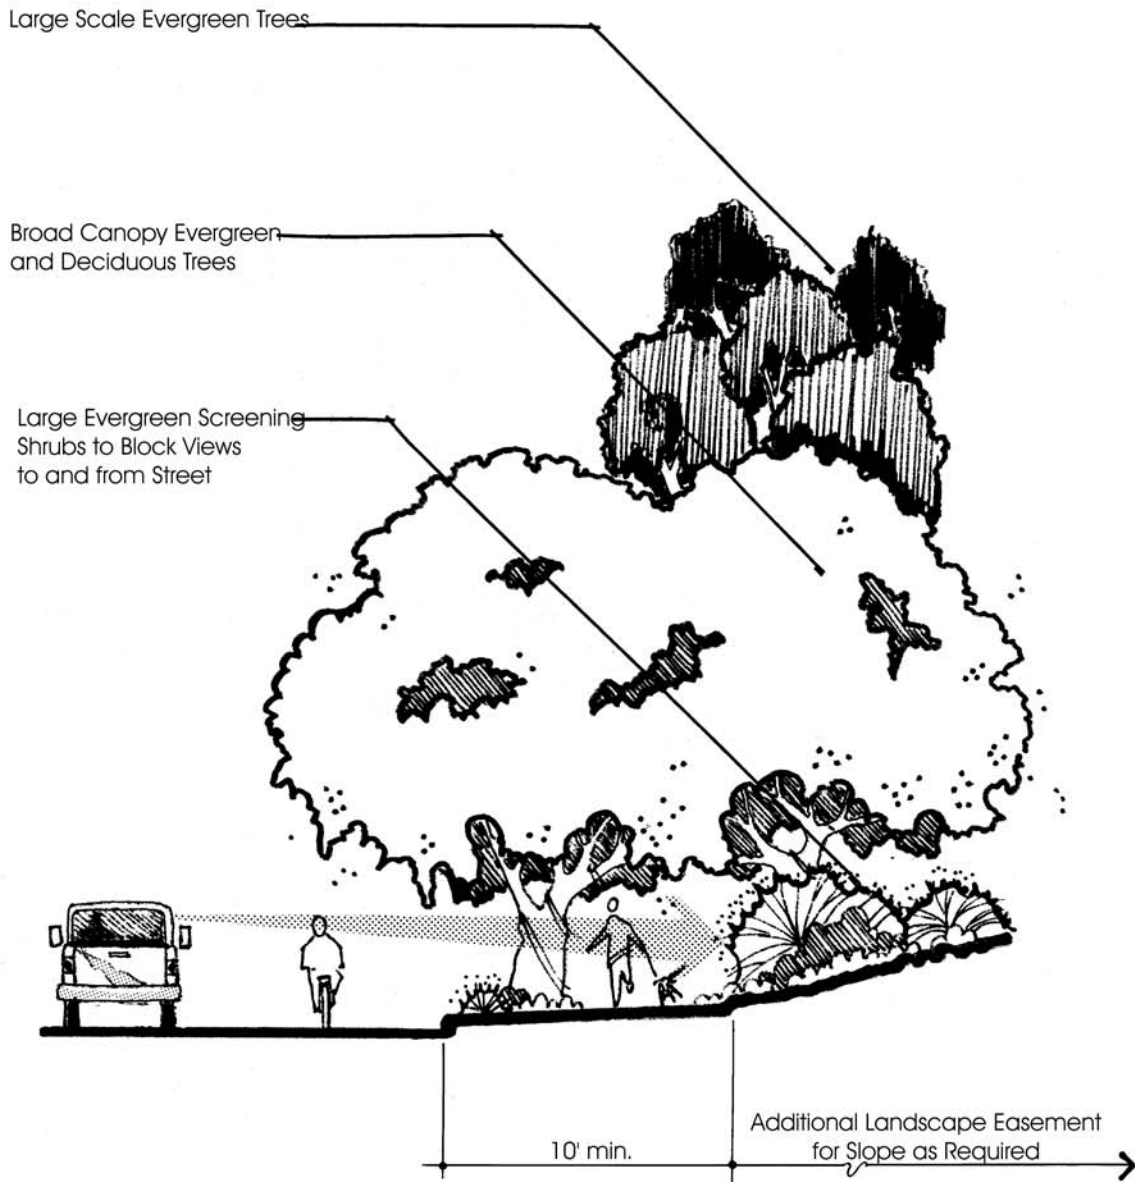 Large Scale Evergreen Trees
Broad Canopy Evergreen
and Deciduous Trees
Large Evergreen Screening
Shrubs to Block Views
to and from Street
10' min.
Additional Landscape Easement
for Slope as Required